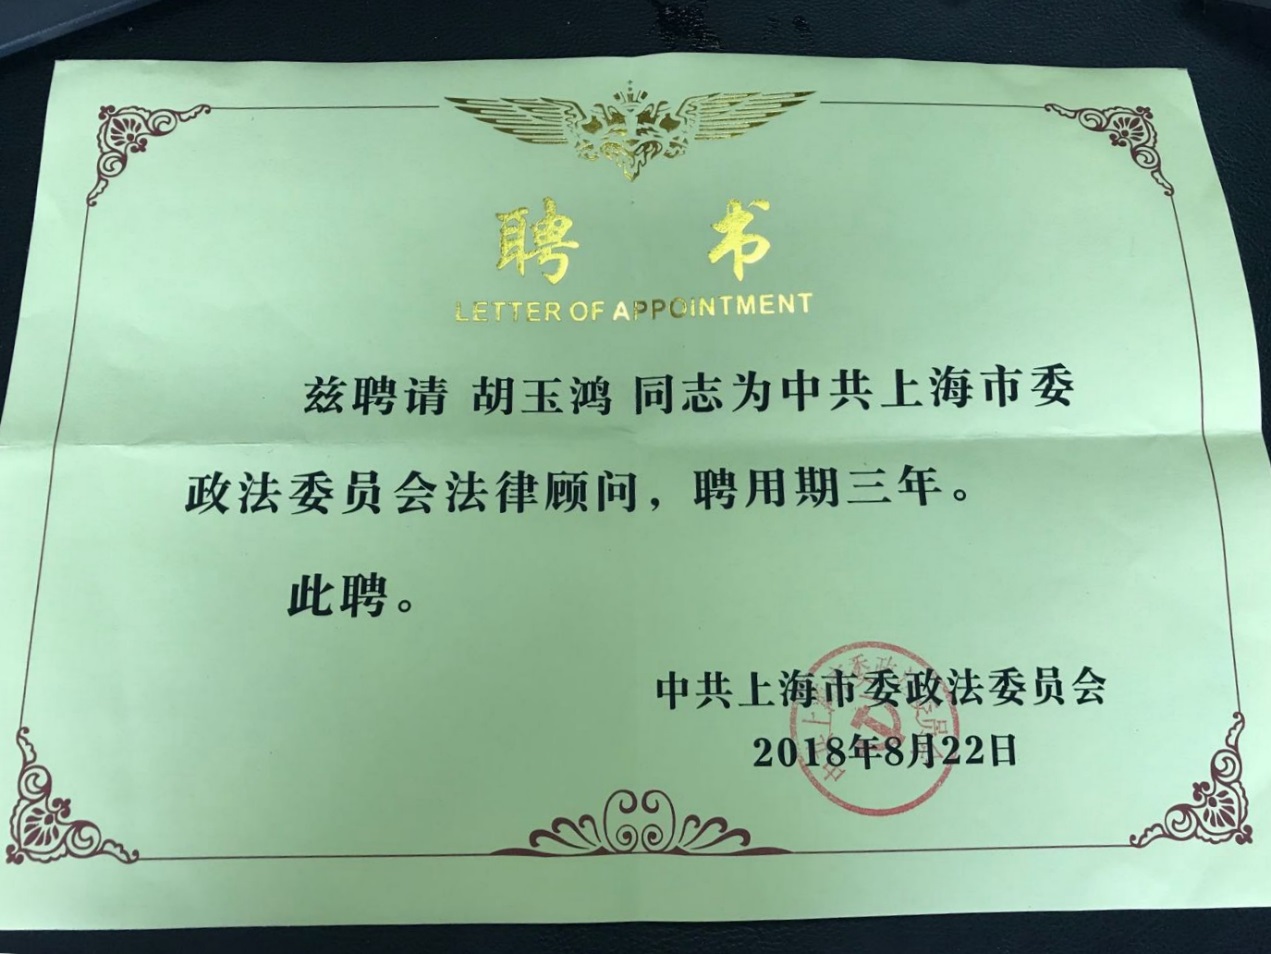 聘书
LETTER OF APPOINTMENT
兹聘请 胡玉鸿 同志为中共上海市委
政法委员会法律顾问，聘用期三年。
此聘。
中共上海市委政法委员会
2018年8月22日